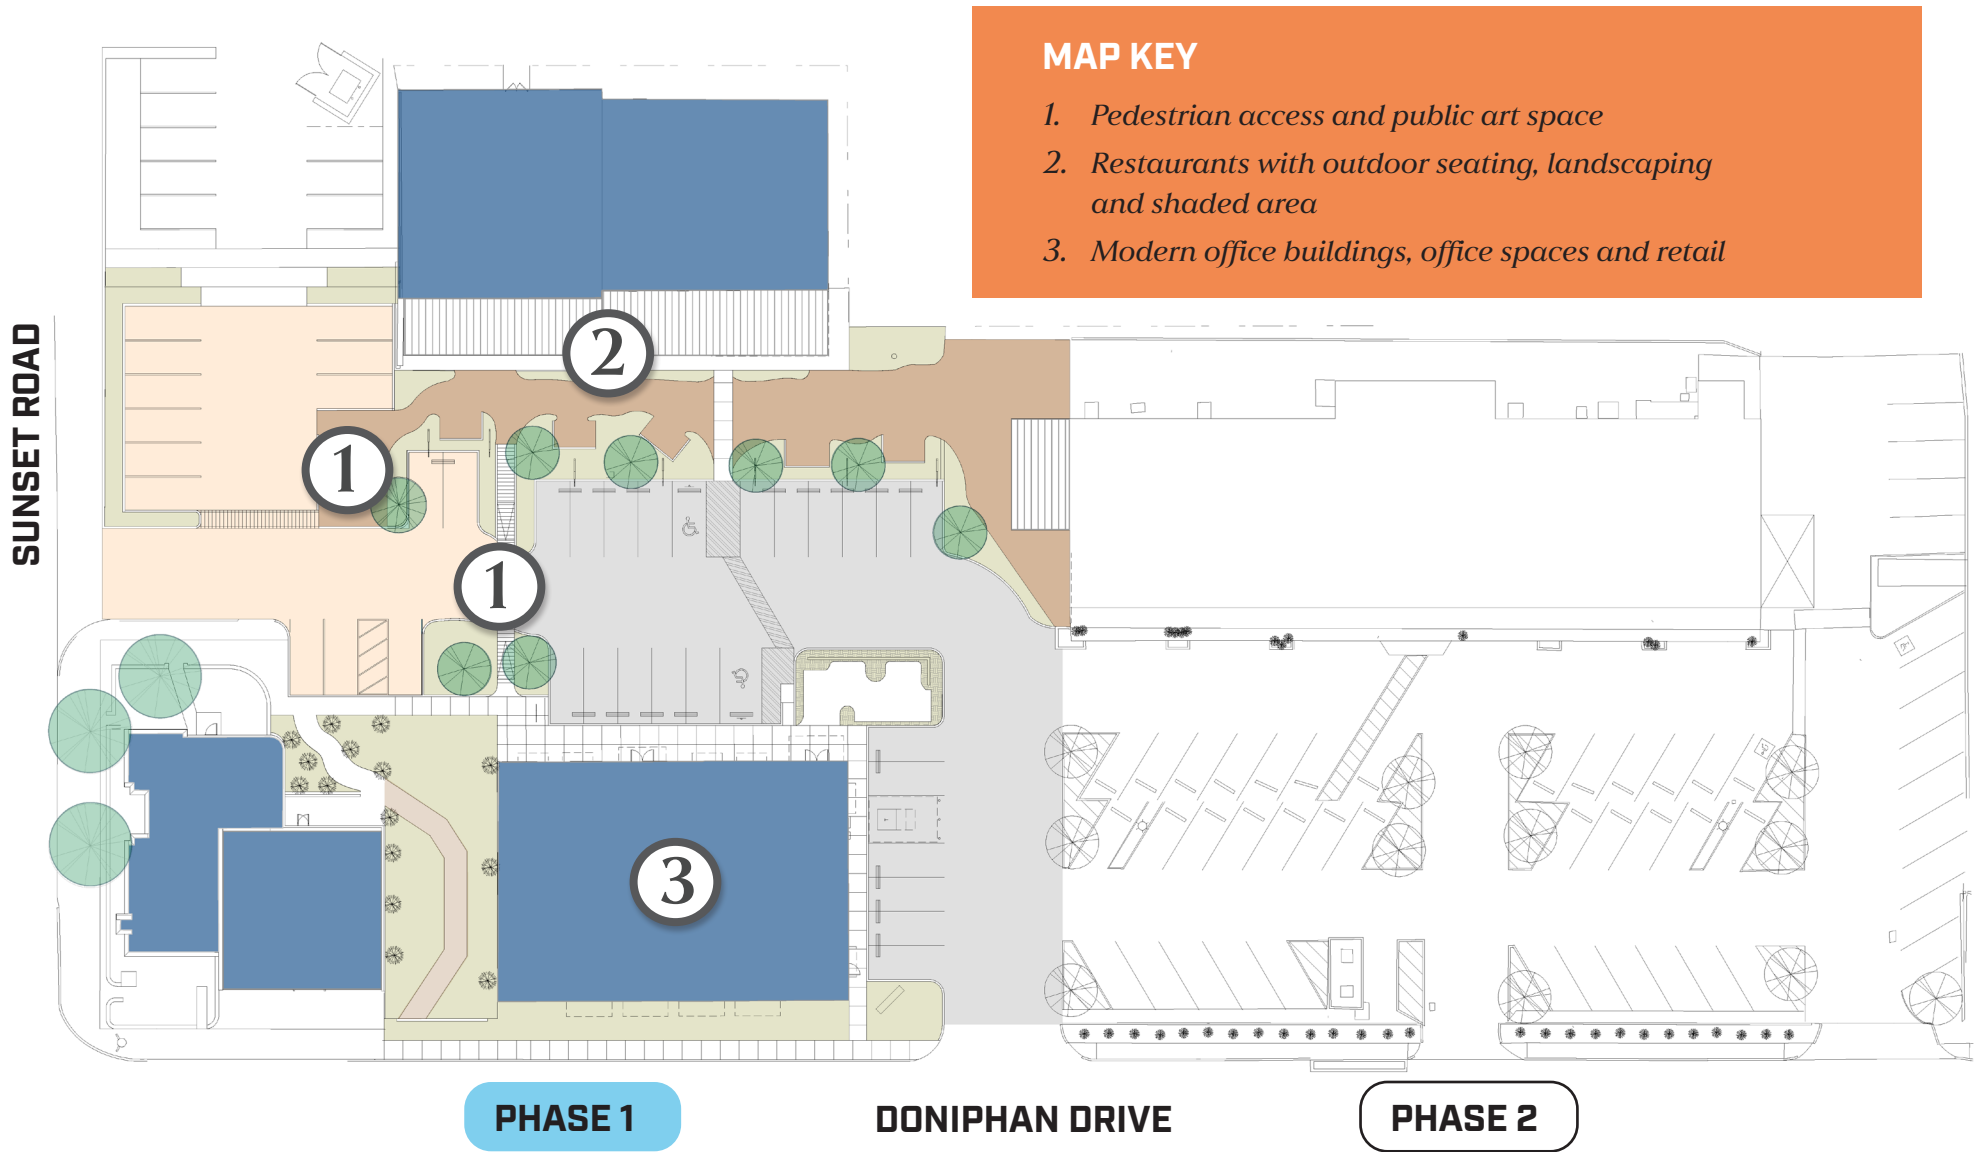 MAP KEY
1. Pedestrian access and public art space
2. Restaurants with outdoor seating, landscaping
and shaded area
3. Modern office buildings, office spaces and retail
SUNSET ROAD
2
1
1
3
PHASE 1
DONIPHAN DRIVE
PHASE 2